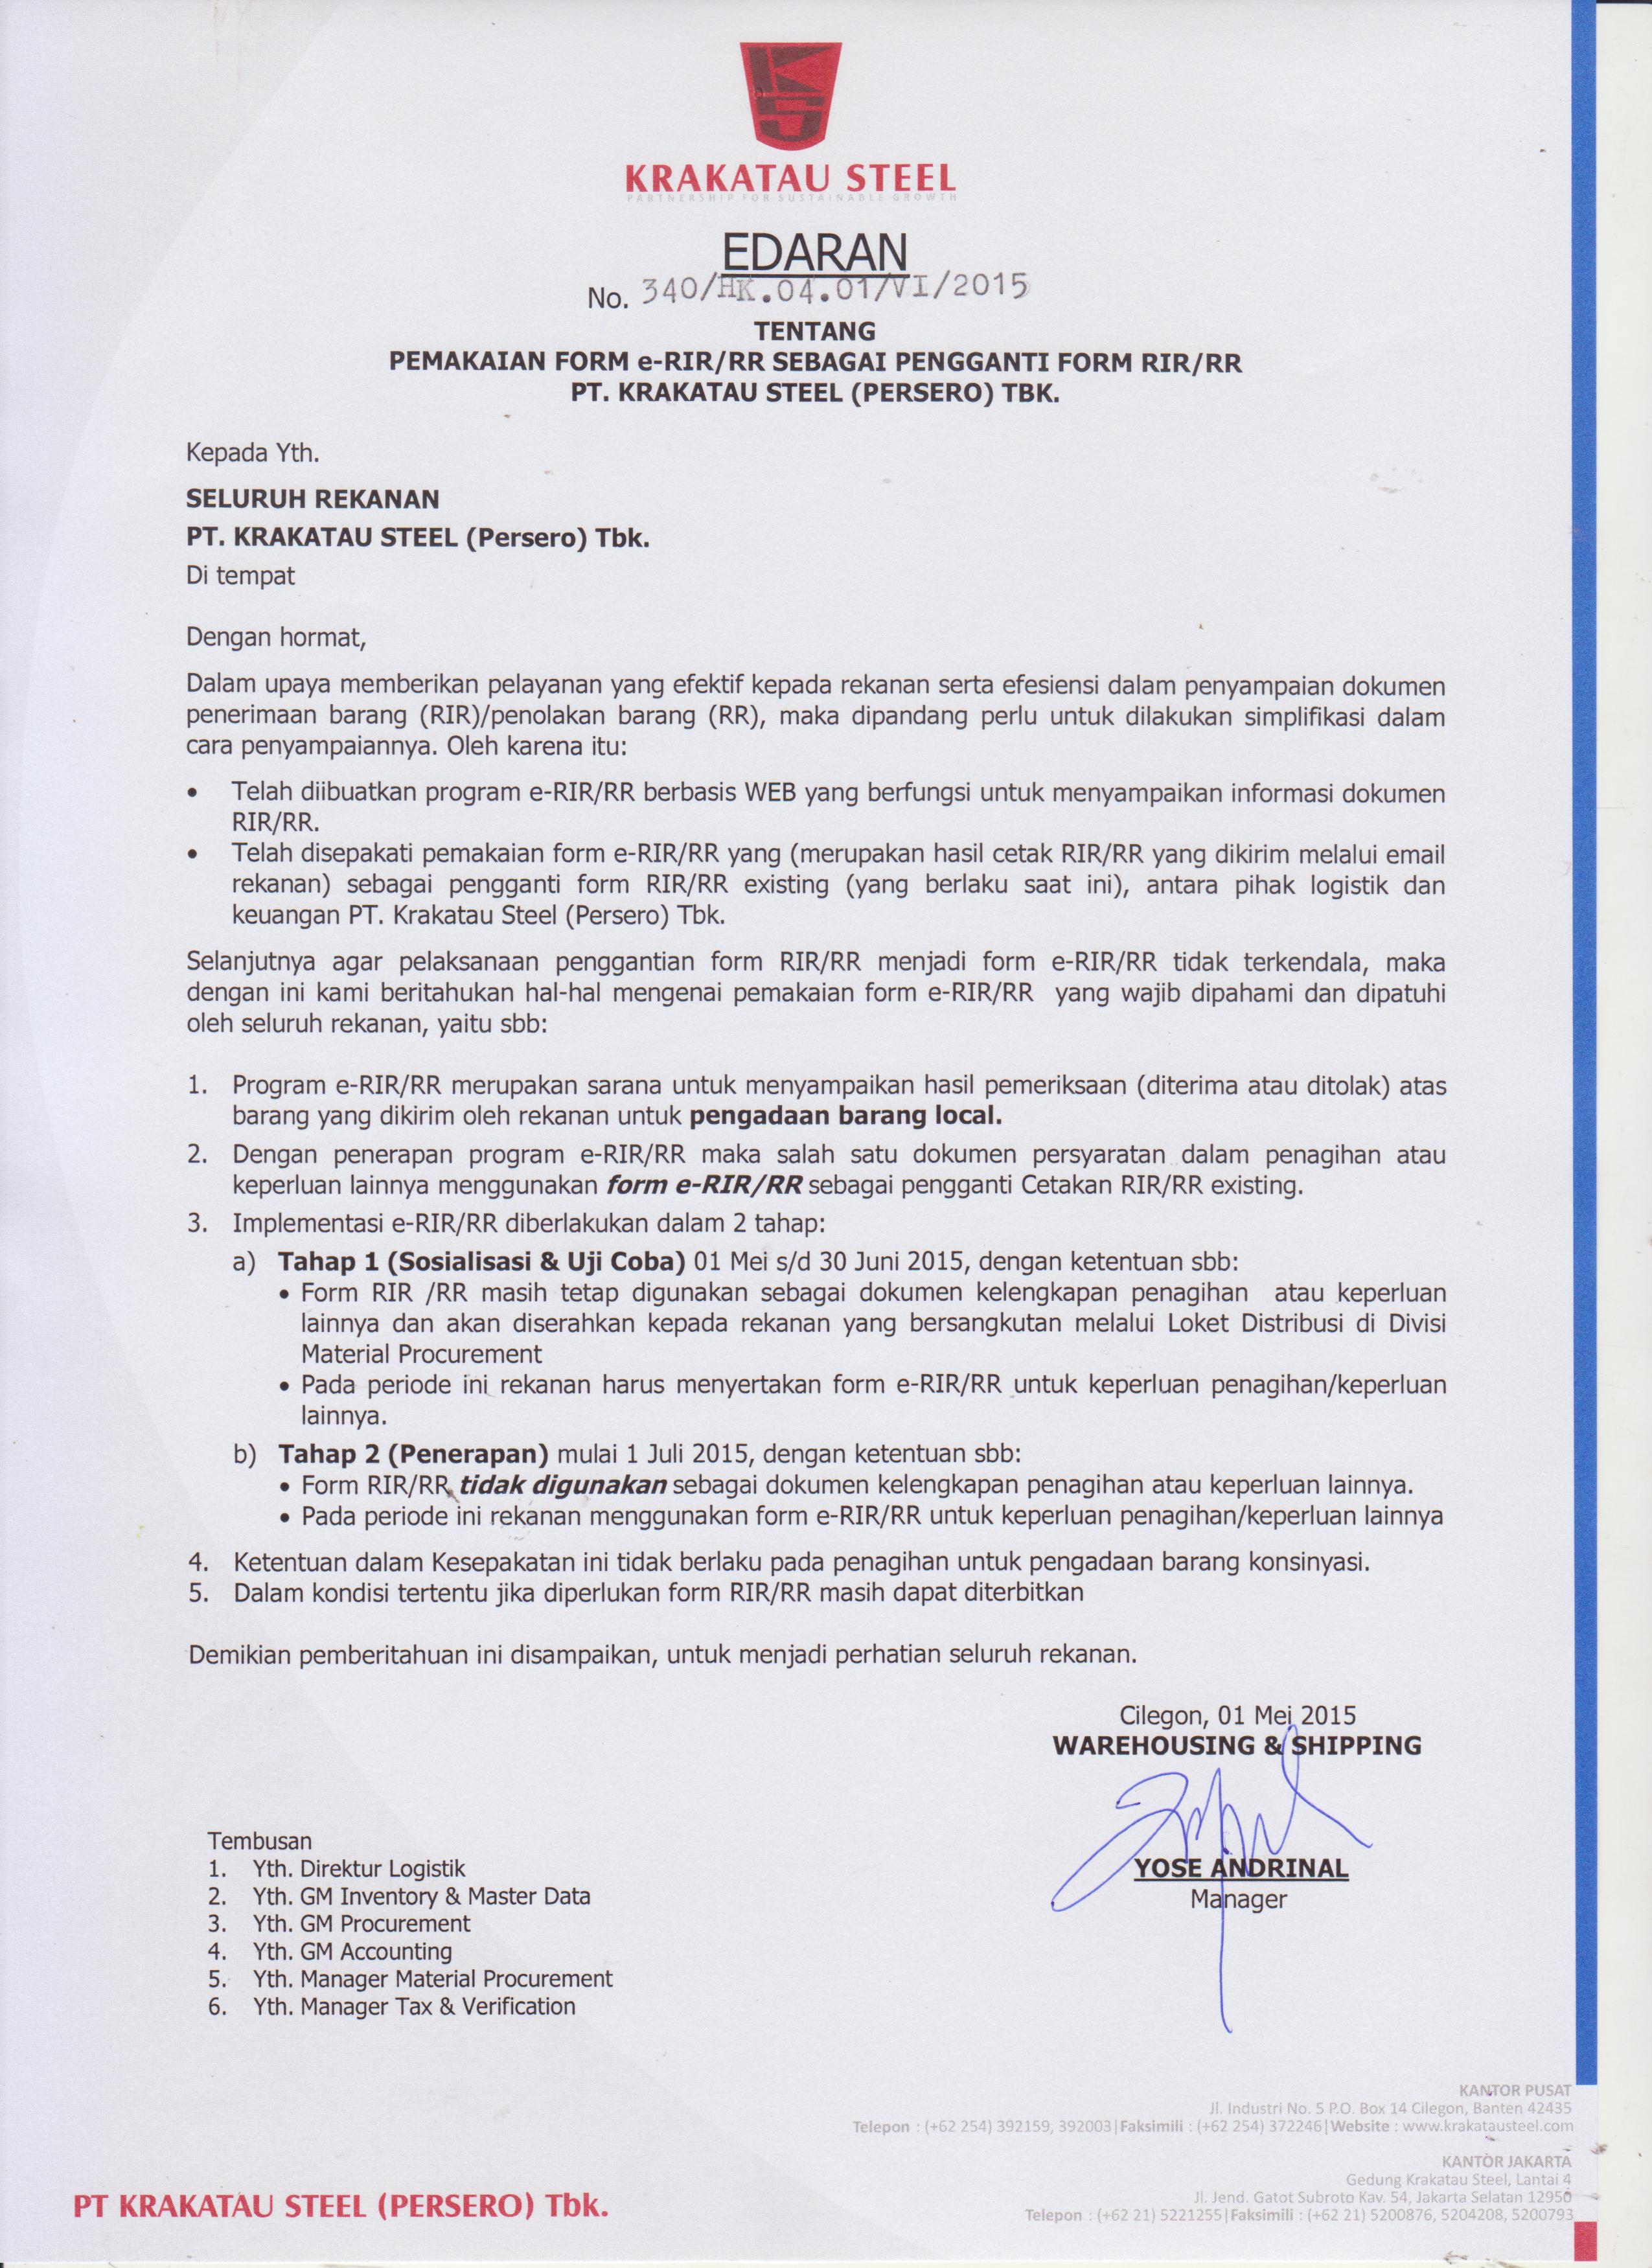 KRAKATAU STEEL
PARTNERSHIP FOR SUSTAINABLE GROWTH
EDARAN
No. 340/HK.04.01/VI/2015
TENTANG
PEMAKAIAN FORM e-RIR/RR SEBAGAI PENGGANTI FORM RIR/RR
PT. KRAKATAU STEEL (PERSERO) TBK.
Kepada Yth.
SELURUH REKANAN
PT. KRAKATAU STEEL (Persero) Tbk.
Di tempat
Dengan hormat,
Dalam upaya memberikan pelayanan yang efektif kepada rekanan serta efesiensi dalam penyampaian dokumen
penerimaan barang (RIR)/penolakan barang (RR), maka dipandang perlu untuk dilakukan simplifikasi dalam
cara penyampaiannya. Oleh karena itu:
• Telah diibuatkan program e-RIR/RR berbasis WEB yang berfungsi untuk menyampaikan informasi dokumen
RIR/RR.
• Telah disepakati pemakaian form e-RIR/RR yang (merupakan hasil cetak RIR/RR yang dikirim melalui email
rekanan) sebagai pengganti form RIR/RR existing (yang berlaku saat ini), antara pihak logistik dan
keuangan PT. Krakatau Steel (Persero) Tbk.
Selanjutnya agar pelaksanaan penggantian form RIR/RR menjadi form e-RIR/RR tidak terkendala, maka
dengan ini kami beritahukan hal-hal mengenai pemakaian form e-RIR/RR yang wajib dipahami dan dipatuhi
oleh seluruh rekanan, yaitu sbb:
1. Program e-RIR/RR merupakan sarana untuk menyampaikan hasil pemeriksaan (diterima atau ditolak) atas
barang yang dikirim oleh rekanan untuk pengadaan barang local.
2. Dengan penerapan program e-RIR/RR maka salah satu dokumen persyaratan dalam penagihan atau
keperluan lainnya menggunakan form e-RIR/RR sebagai pengganti Cetakan RIR/RR existing.
3. Implementasi e-RIR/RR diberlakukan dalam 2 tahap:
a) Tahap 1 (Sosialisasi & Uji Coba) 01 Mei s/d 30 Juni 2015, dengan ketentuan sbb:
• Form RIR /RR masih tetap digunakan sebagai dokumen kelengkapan penagihan atau keperluan
lainnya dan akan diserahkan kepada rekanan yang bersangkutan melalui Loket Distribusi di Divisi
Material Procurement
• Pada periode ini rekanan harus menyertakan form e-RIR/RR untuk keperluan penagihan/keperluan
lainnya.
b) Tahap 2 (Penerapan) mulai 1 Juli 2015, dengan ketentuan sbb:
• Form RIR/RR tidak digunakan sebagai dokumen kelengkapan penagihan atau keperluan lainnya.
• Pada periode ini rekanan menggunakan form e-RIR/RR untuk keperluan penagihan/keperluan lainnya
4. Ketentuan dalam Kesepakatan ini tidak berlaku pada penagihan untuk pengadaan barang konsinyasi.
5. Dalam kondisi tertentu jika diperlukan form RIR/RR masih dapat diterbitkan
Demikian pemberitahuan ini disampaikan, untuk menjadi perhatian seluruh rekanan.
Cilegon, 01 Mei 2015
WAREHOUSING & SHIPPING
YOSE ANDRINAL
Manager
Tembusan
1. Yth. Direktur Logistik
2. Yth. GM Inventory & Master Data
3. Yth. GM Procurement
4. Yth. GM Accounting
5. Yth. Manager Material Procurement
6. Yth. Manager Tax & Verification
KANTOR PUSAT
Jl. Industri No. 5 P.O. Box 14 Cilegon, Banten 42435
Telepon : (+62 254) 392159, 392003|Faksimili : (+62 254) 372246|Website : www.krakatausteel.com
KANTOR JAKARTA
Gedung Krakatau Steel, Lantai 4
Jl. Jend. Gatot Subroto Kav. 54, Jakarta Selatan 12950
Telepon : (+62 21) 5221255|Faksimili : (+62 21) 5200876, 5204208, 5200793
PT KRAKATAU STEEL (PERSERO) Tbk.